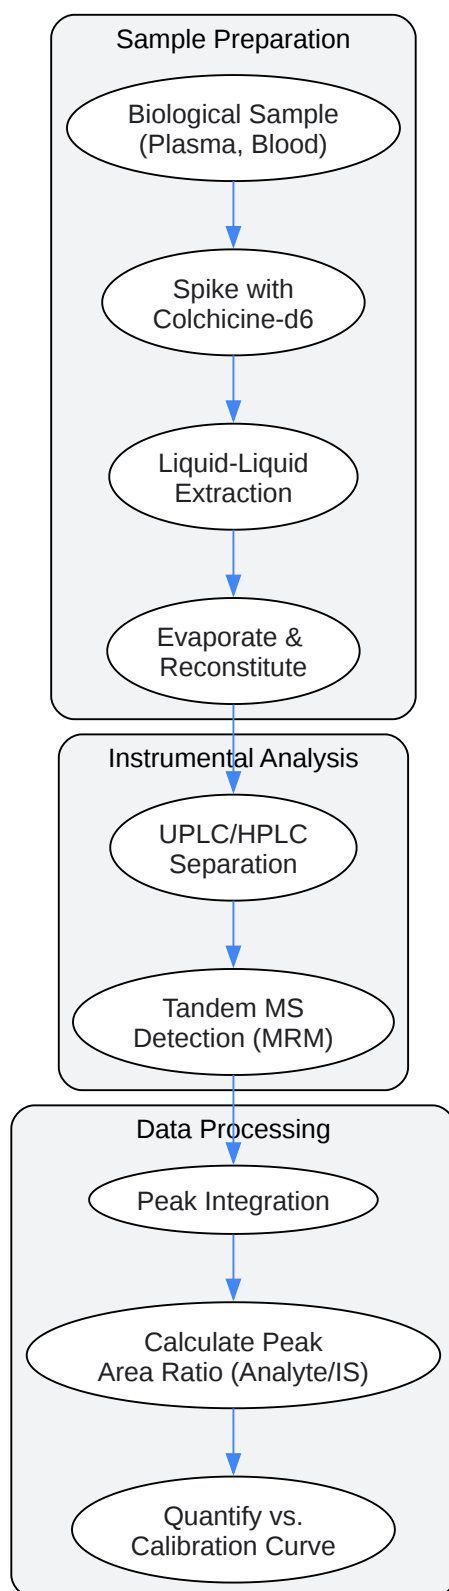 Sample Preparation
Biological Sample
(Plasma, Blood)
Spike with
Colchicine-d6
Liquid-Liquid
Extraction
Evaporate &
Reconstitute
Instrumental Analysis
UPLC/HPLC
Separation
Tandem MS
Detection (MRM)
Data Processing
Peak Integration
Calculate Peak
Area Ratio (Analyte/IS)
Quantify vs.
Calibration Curve